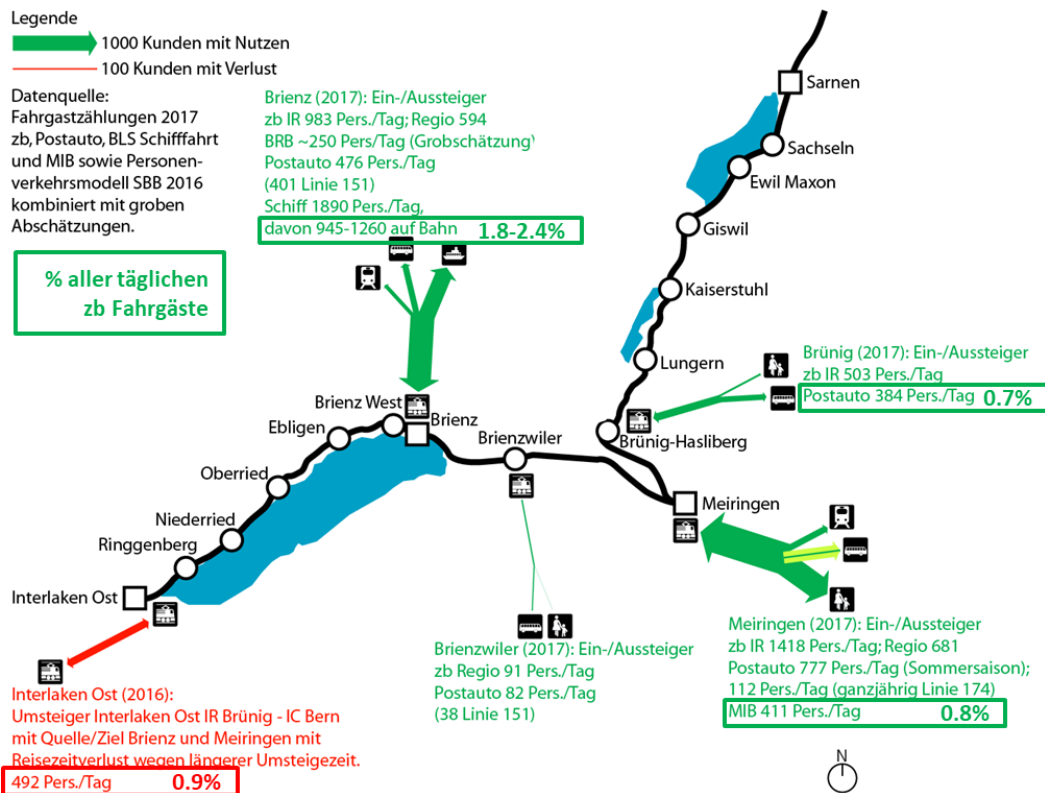 Legende
1000 Kunden mit Nutzen
100 Kunden mit Verlust
Datenquelle:
Fahrgastzählungen 2017
zb, Postauto, BLS Schifffahrt
und MIB sowie Personen-
verkehrsmodell SBB 2016
kombiniert mit groben
Abschätzungen.
% aller täglichen
zb Fahrgäste
Brienz (2017): Ein-/Aussteiger
zb IR 983 Pers./Tag; Regio 594
BRB ~250 Pers/Tag (Grobschätzung)
Postauto 476 Pers./Tag
(401 Linie 151)
Schiff 1890 Pers./Tag,
davon 945-1260 auf Bahn 1.8-2.4%
Sarnen
Sachseln
Ewil Maxon
Giswil
Kaiserstuhl
Lungern
Brünig (2017): Ein-/Aussteiger
zb IR 503 Pers./Tag
Postauto 384 Pers./Tag 0.7%
Brünig-Hasliberg
Brienz West
Brienz
Ebligen
Brienzwiler
Oberried
Meiringen
Niederried
Ringgenberg
Interlaken Ost
Brienzwiler (2017): Ein-/Aussteiger
zb Regio 91 Pers./Tag
Postauto 82 Pers./Tag
(38 Linie 151)
Meiringen (2017): Ein-/Aussteiger
zb IR 1418 Pers./Tag; Regio 681
Postauto 777 Pers./Tag (Sommersaison);
112 Pers./Tag (ganzjährig Linie 174)
MIB 411 Pers./Tag 0.8%
Interlaken Ost (2016):
Umsteiger Interlaken Ost IR Brünig - IC Bern
mit Quelle/Ziel Brienz und Meiringen mit
Reisezeitverlust wegen längerer Umsteigezeit.
492 Pers./Tag 0.9%
N